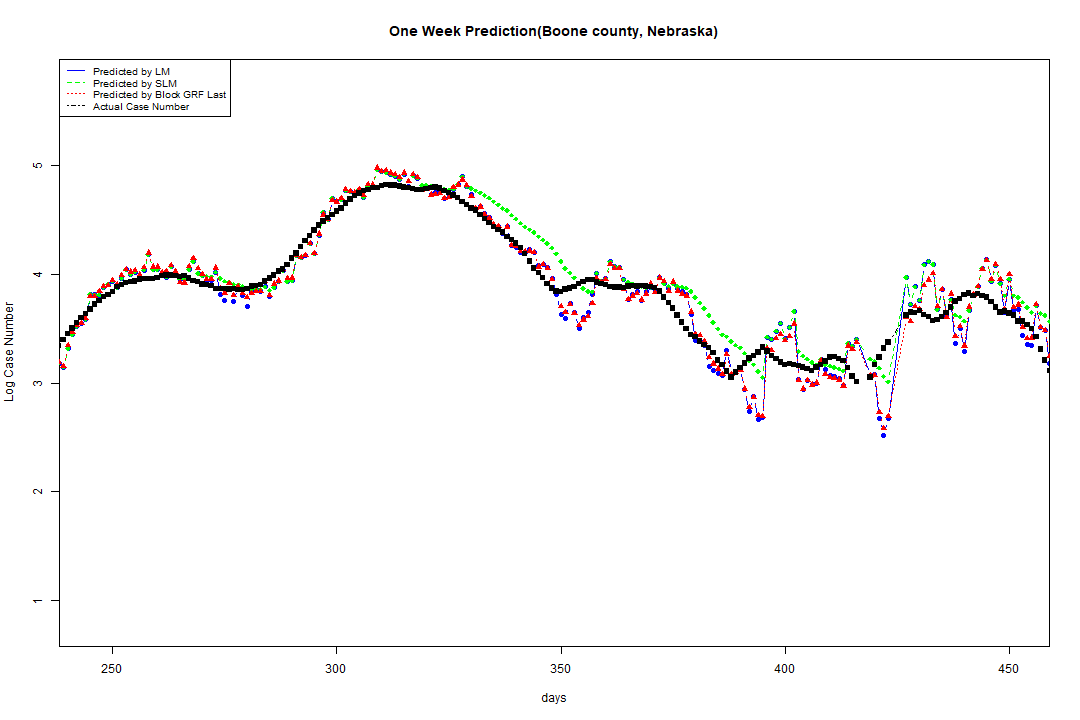 One Week Prediction(Boone county, Nebraska)
Predicted by LM
Predicted by SLM
Predicted by Block GRF Last
Actual Case Number
5
4
3
2
1
Log Case Number
250 300 350 400 450
days